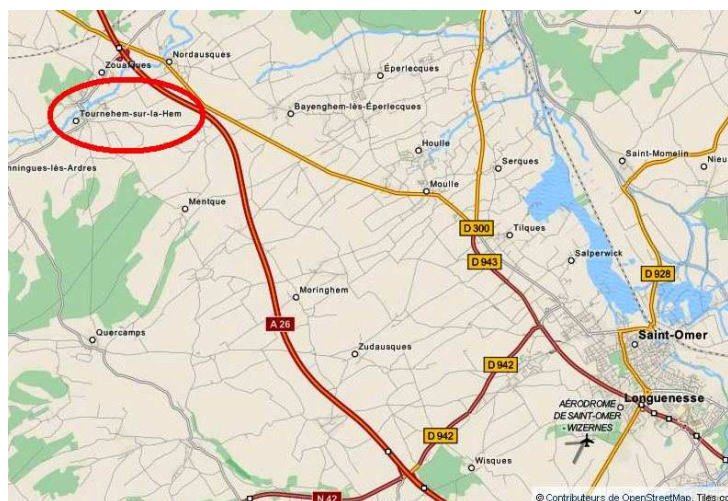 Nordausques
Zouafques
Éperlecques
Tournehem-sur-la-Hem
Bayenghem-lès-Éperlecques
Houlle
Saint-Momelin
Nieu
Serques
nningues-lès-Ardres
Moulle
Mentque
D 300
Tilques
D 943
Salperwick
D 928
Moringhem
A 26
Quercamps
Zudausques
Saint-Omer
D 942
Longuenesse
AÉRODROME
DE SAINT-OMER
- WIZERNES
D 942
Wisques
N 42
© Contributeurs de OpenStreetMap, Tiles